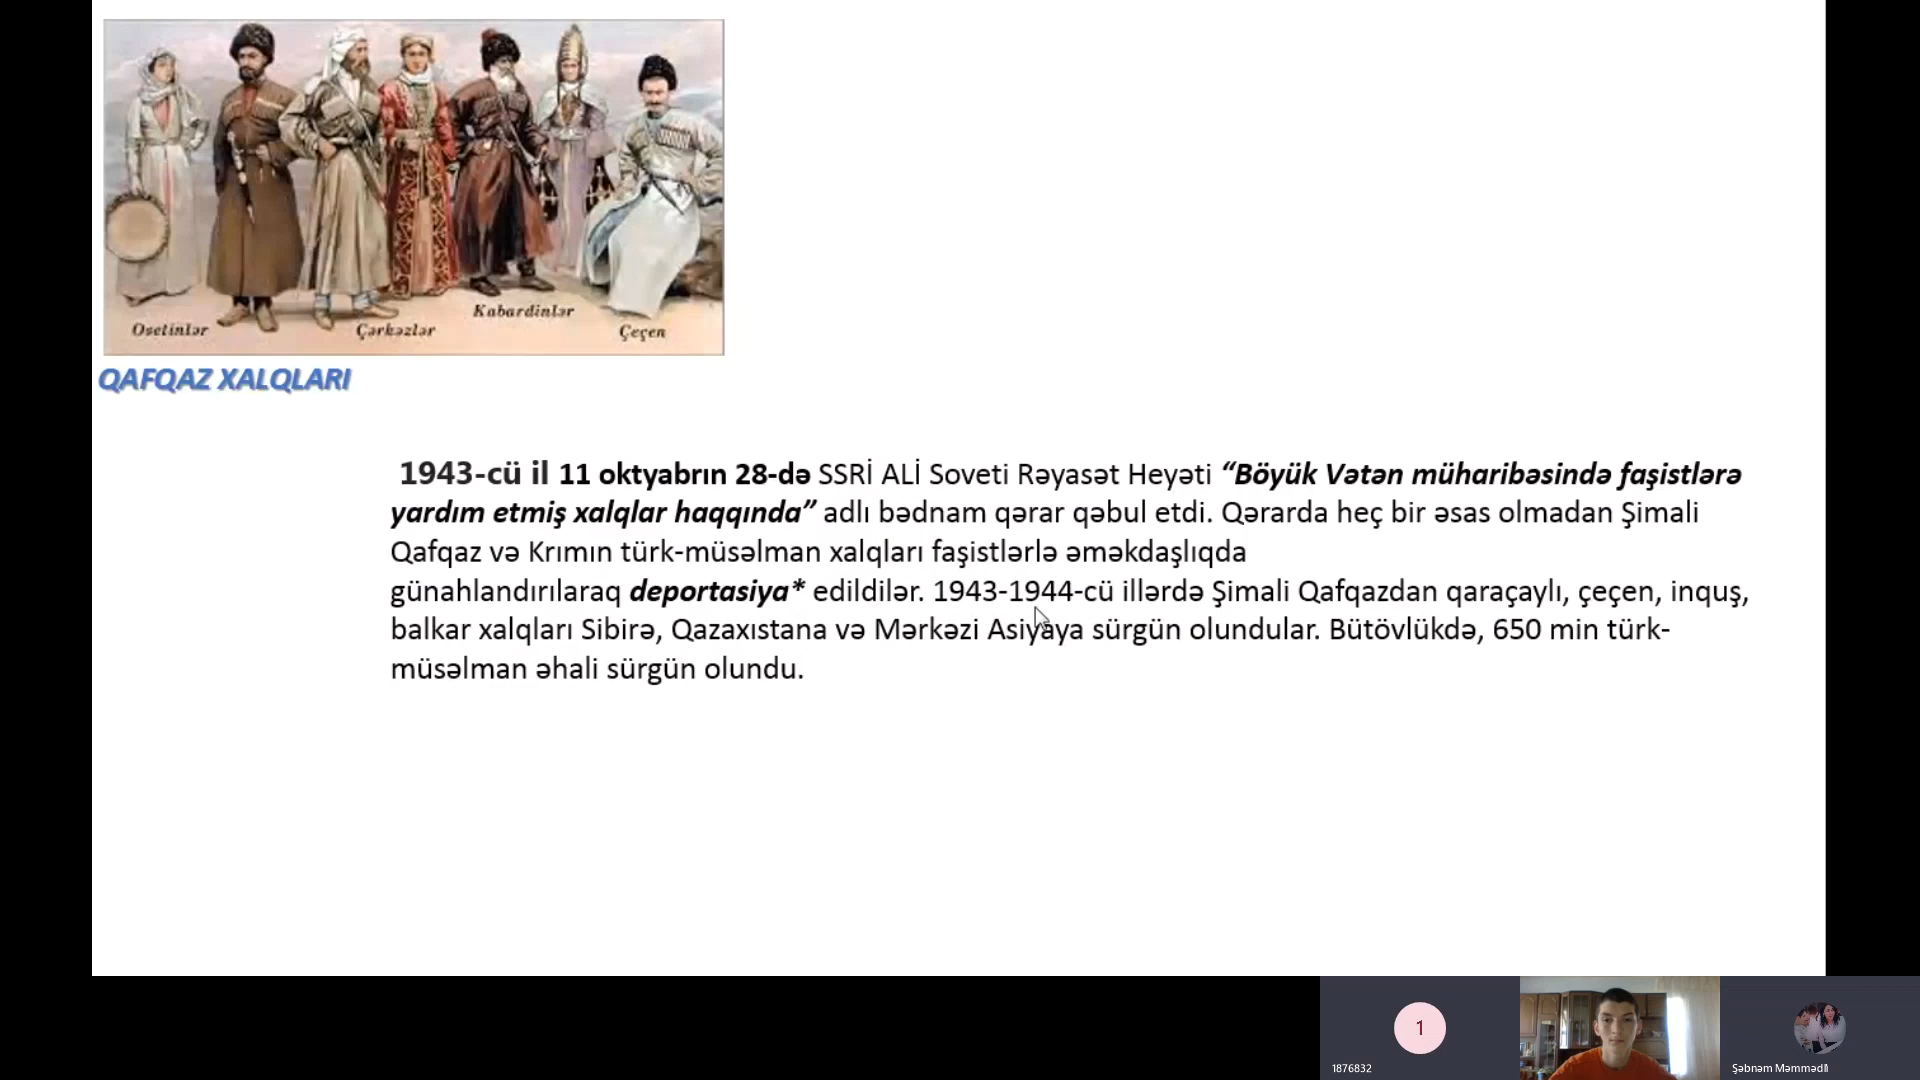 Osetinlər
Çərkəzlər
Kabardinlər
Çeçen
QAFQAZ XALQLARI
1943-cü il 11 oktyabrın 28-də SSRİ ALİ Soveti Rəyasət Heyəti “Böyük Vətən müharibəsində faşistlərə
yardım etmiş xalqlar haqqında” adlı bədnam qərar qəbul etdi. Qərarda heç bir əsas olmadan Şimali
Qafqaz və Krımın türk-müsəlman xalqları faşistlərlə əməkdaşlıqda
günahlandırılaraq deportasiya* edildilər. 1943-1944-cü illərdə Şimali Qafqazdan qaraçaylı, çeçen, inquş,
balkar xalqları Sibirə, Qazaxıstana və Mərkəzi Asiyaya sürgün olundular. Bütövlükdə, 650 min türk-
müsəlman əhali sürgün olundu.
1
1876832
Şəbnəm Məmmədli